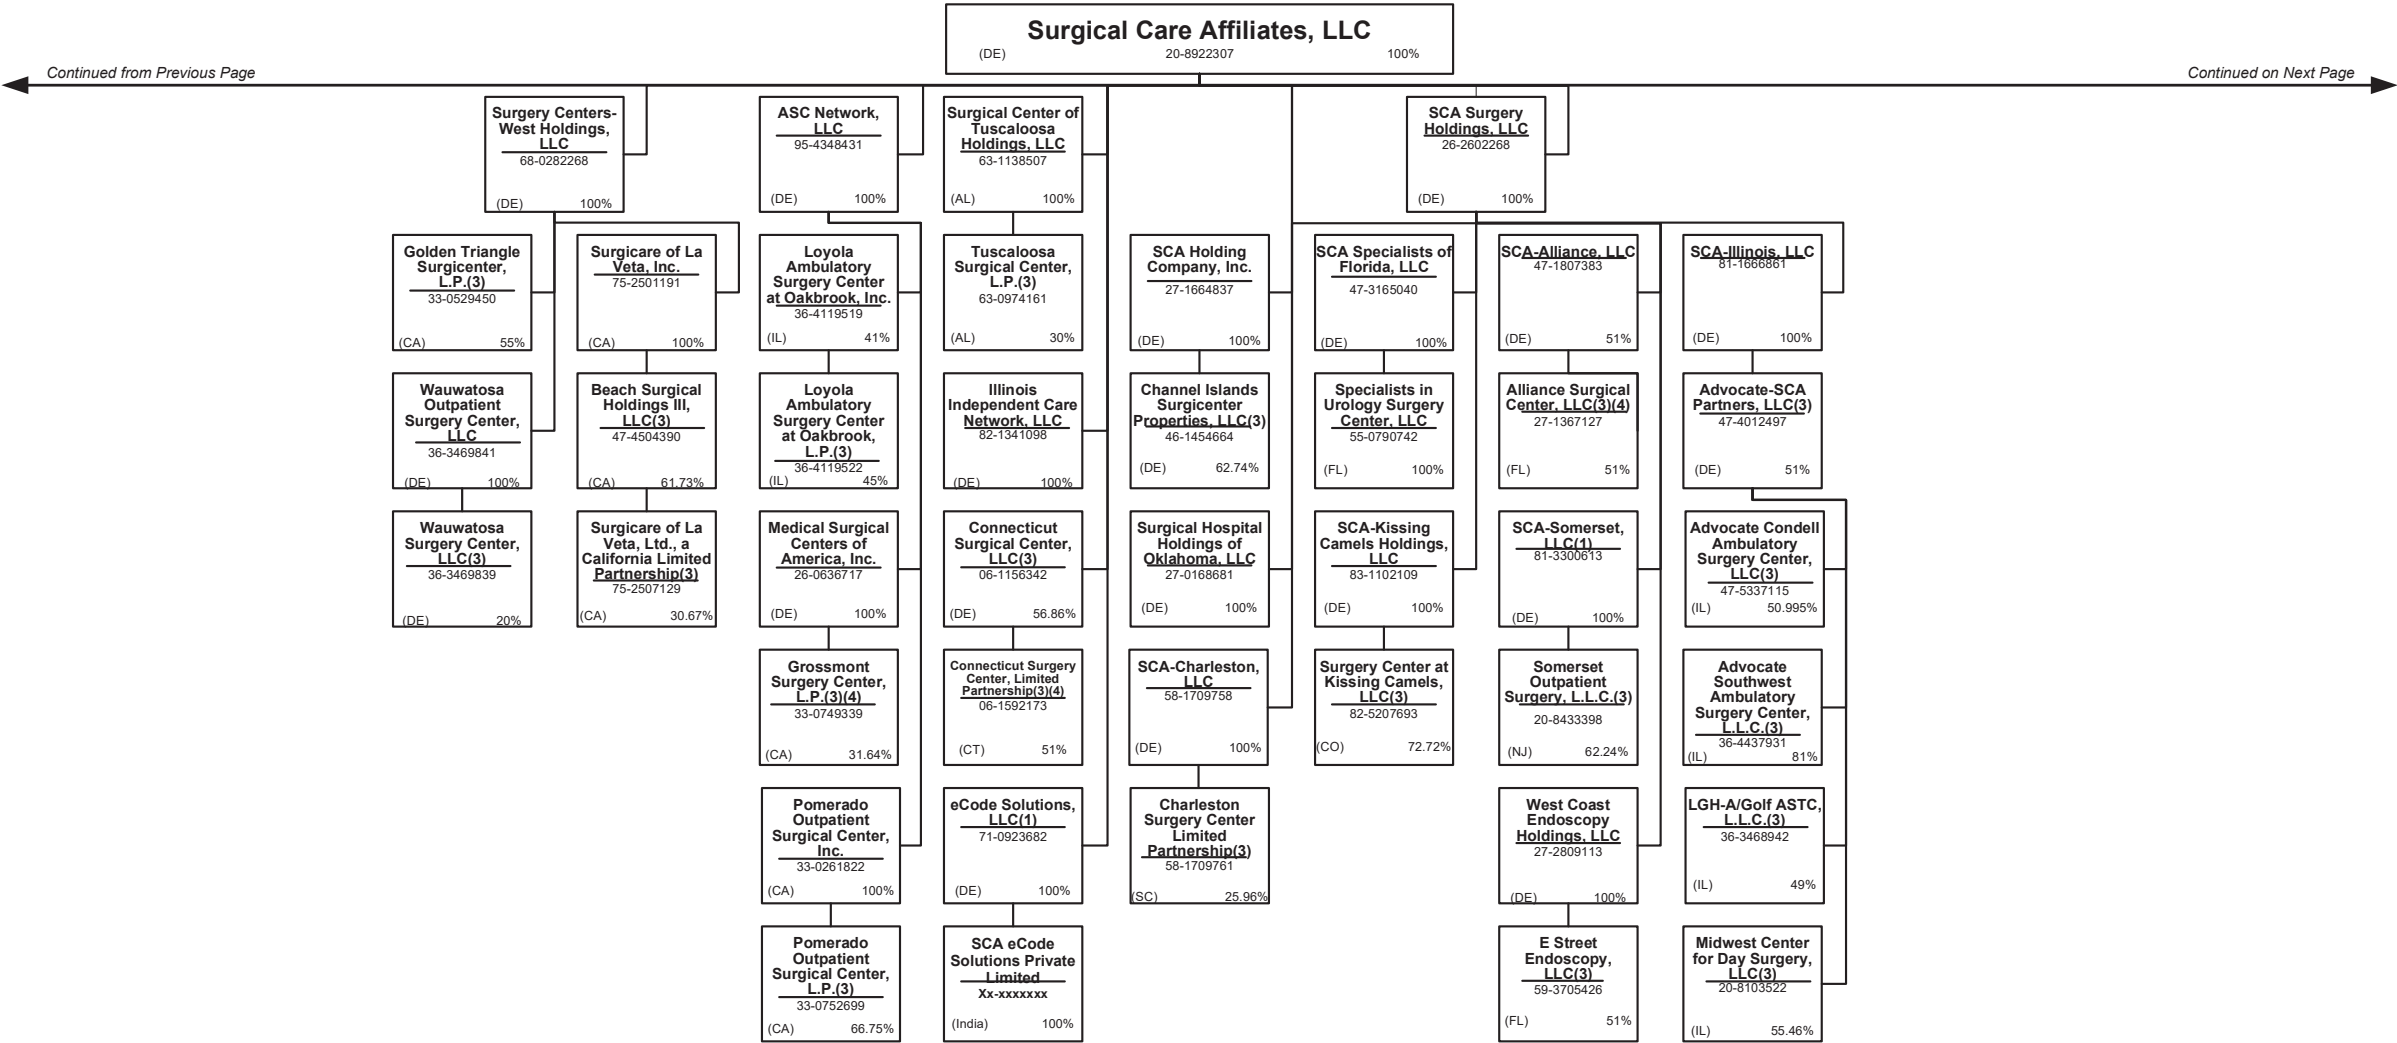 Surgical Care Affiliates, LLC
(DE) 20-8922307 100%
Continued from Previous Page
Continued on Next Page
Surgery Centers-
West Holdings,
LLC
68-0282268
(DE) 100%
ASC Network,
LLC
95-4348431
(DE) 100%
Surgical Center of
Tuscaloosa
Holdings, LLC
63-1138507
(AL) 100%
SCA Surgery
Holdings, LLC
26-2602268
(DE) 100%
Golden Triangle
Surgicenter,
L.P.(3)
33-0529450
(CA) 55%
Surgicare of La
Veta, Inc.
75-2501191
(CA) 100%
Loyola
Ambulatory
Surgery Center
at Oakbrook, Inc.
36-4119519
(IL) 41%
Tuscaloosa
Surgical Center,
L.P.(3)
63-0974161
(AL) 30%
SCA Holding
Company, Inc.
27-1664837
(DE) 100%
SCA Specialists of
Florida, LLC
47-3165040
(DE) 100%
SCA-Alliance, LLC
47-1807383
(DE) 51%
SCA-Illinois, LLC
81-1666861
(DE) 100%
Wauwatosa
Outpatient
Surgery Center,
LLC
36-3469841
(DE) 100%
Beach Surgical
Holdings III,
LLC(3)
47-4504390
(CA) 61.73%
Loyola
Ambulatory
Surgery Center
at Oakbrook,
L.P.(3)
36-4119522
(IL) 45%
Illinois
Independent Care
Network, LLC
82-1341098
(DE) 100%
Channel Islands
Surgicenter
Properties, LLC(3)
46-1454664
(DE) 62.74%
Specialists in
Urology Surgery
Center, LLC
55-0790742
(FL) 100%
Alliance Surgical
Center, LLC(3)(4)
27-1367127
(FL) 51%
Advocate-SCA
Partners, LLC(3)
47-4012497
(DE) 51%
Wauwatosa
Surgery Center,
LLC(3)
36-3469839
(DE) 20%
Surgicare of La
Veta, Ltd., a
California Limited
Partnership(3)
75-2507129
(CA) 30.67%
Medical Surgical
Centers of
America, Inc.
26-0636717
(DE) 100%
Connecticut
Surgical Center,
LLC(3)
06-1156342
(DE) 56.86%
Surgical Hospital
Holdings of
Oklahoma, LLC
27-0168681
(DE) 100%
SCA-Kissing
Camels Holdings,
LLC
83-1102109
(DE) 100%
SCA-Somerset,
LLC(1)
81-3300613
(DE) 100%
Advocate Condell
Ambulatory
Surgery Center,
LLC(3)
47-5337115
(IL) 50.995%
Grossmont
Surgery Center,
L.P.(3)(4)
33-0749339
(CA) 31.64%
Connecticut Surgery
Center, Limited
Partnership(3)(4)
06-1592173
(CT) 51%
SCA-Charleston,
LLC
58-1709758
(DE) 100%
Surgery Center at
Kissing Camels,
LLC(3)
82-5207693
(CO) 72.72%
Somerset
Outpatient
Surgery, L.L.C.(3)
20-8433398
(NJ) 62.24%
Advocate
Southwest
Ambulatory
Surgery Center,
L.L.C.(3)
36-4437931
(IL) 81%
Pomerado
Outpatient
Surgical Center,
Inc.
33-0261822
(CA) 100%
eCode Solutions,
LLC(1)
71-0923682
(DE) 100%
Charleston
Surgery Center
Limited
Partnership(3)
58-1709761
(SC) 25.96%
West Coast
Endoscopy
Holdings, LLC
27-2809113
(DE) 100%
LGH-A/Golf ASTC,
L.L.C.(3)
36-3468942
(IL) 49%
Pomerado
Outpatient
Surgical Center,
L.P.(3)
33-0752699
(CA) 66.75%
SCA eCode
Solutions Private
Limited
Xx-xxxxxxx
(India) 100%
E Street
Endoscopy,
LLC(3)
59-3705426
(FL) 51%
Midwest Center
for Day Surgery,
LLC(3)
20-8103522
(IL) 55.46%